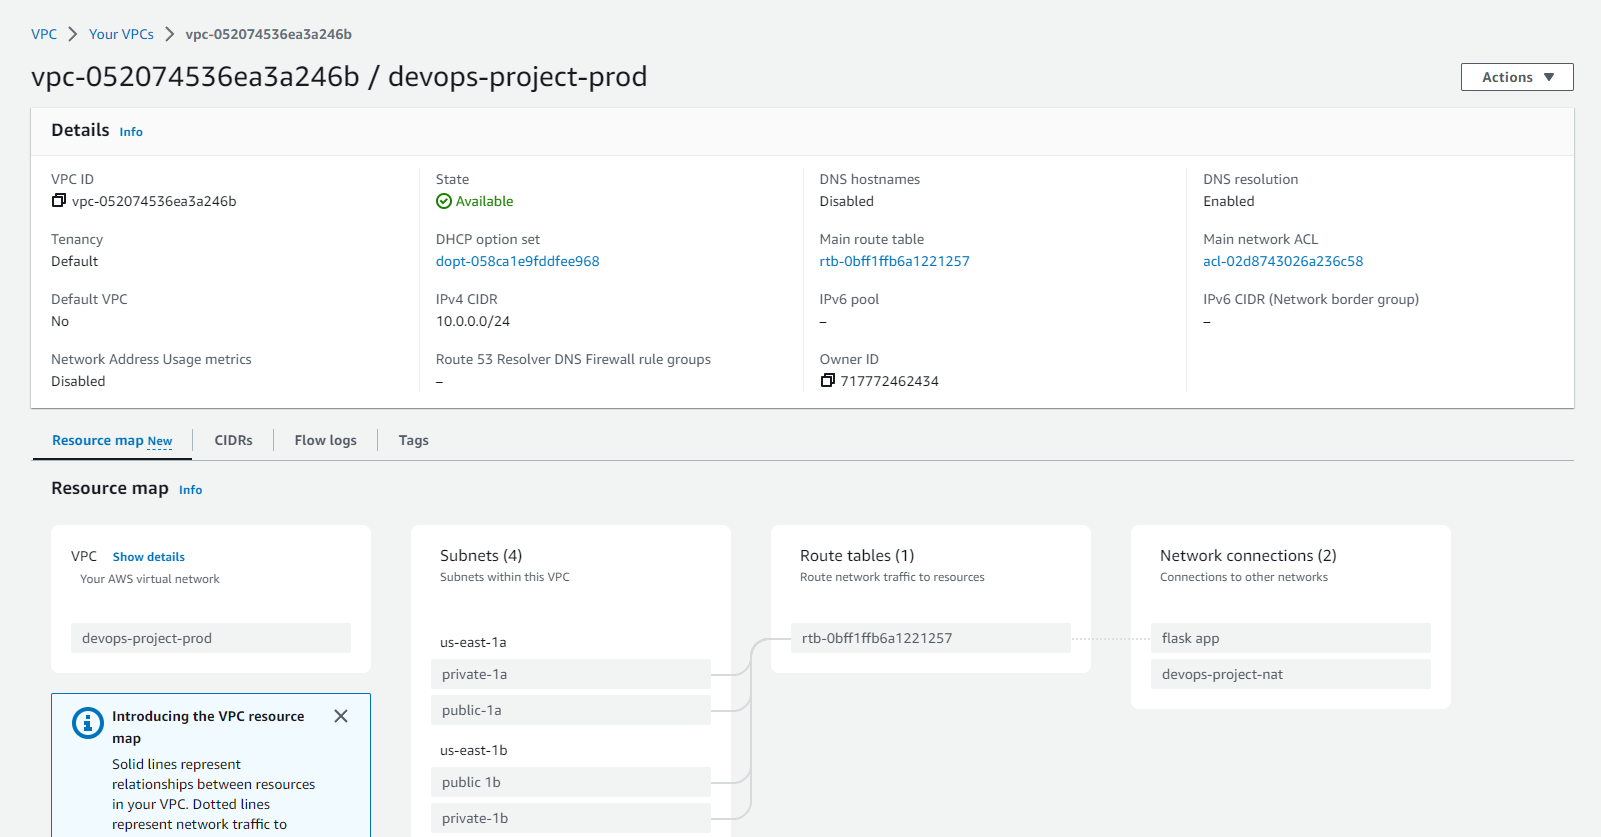 VPC > Your VPCs > vpc-052074536ea3a246b
vpc-052074536ea3a246b / devops-project-prod
Actions ▼
Details Info
VPC ID
vpc-052074536ea3a246b
State
Available
DNS hostnames
Disabled
DNS resolution
Enabled
Tenancy
Default
DHCP option set
dopt-058ca1e9fddfee968
Main route table
rtb-0bff1ffb6a1221257
Main network ACL
acl-02d8743026a236c58
Default VPC
No
IPv4 CIDR
10.0.0.0/24
IPv6 pool
–
IPv6 CIDR (Network border group)
–
Network Address Usage metrics
Disabled
Route 53 Resolver DNS Firewall rule groups
–
Owner ID
717772462434
Resource map New
CIDRs
Flow logs
Tags
Resource map Info
VPC Show details
Your AWS virtual network
devops-project-prod
Introducing the VPC resource
map
Solid lines represent
relationships between resources
in your VPC. Dotted lines
represent network traffic to
Subnets (4)
Subnets within this VPC
us-east-1a
private-1a
public-1a
us-east-1b
public 1b
private-1b
Route tables (1)
Route network traffic to resources
rtb-0bff1ffb6a1221257
Network connections (2)
Connections to other networks
flask app
devops-project-nat